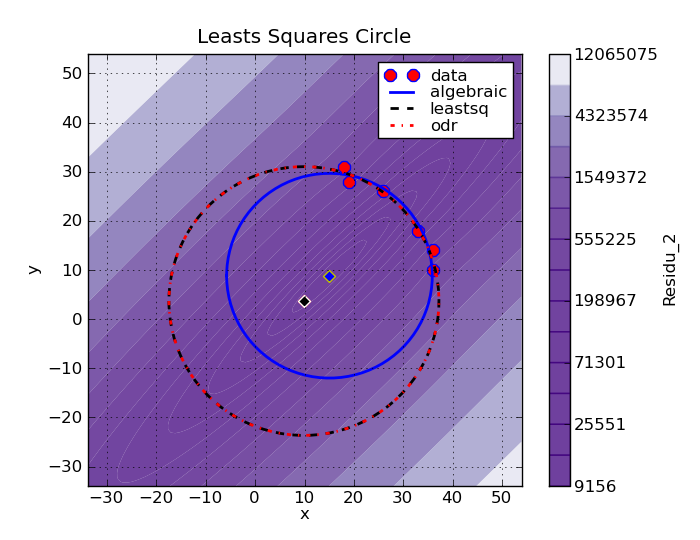 Leasts Squares Circle
data
algebraic
leastsq
odr
50
40
30
20
10
0
−10
−20
−30
y
−30 −20 −10 0 10 20 30 40 50
x
12065075
4323574
1549372
555225
198967
71301
25551
9156
Residu_2